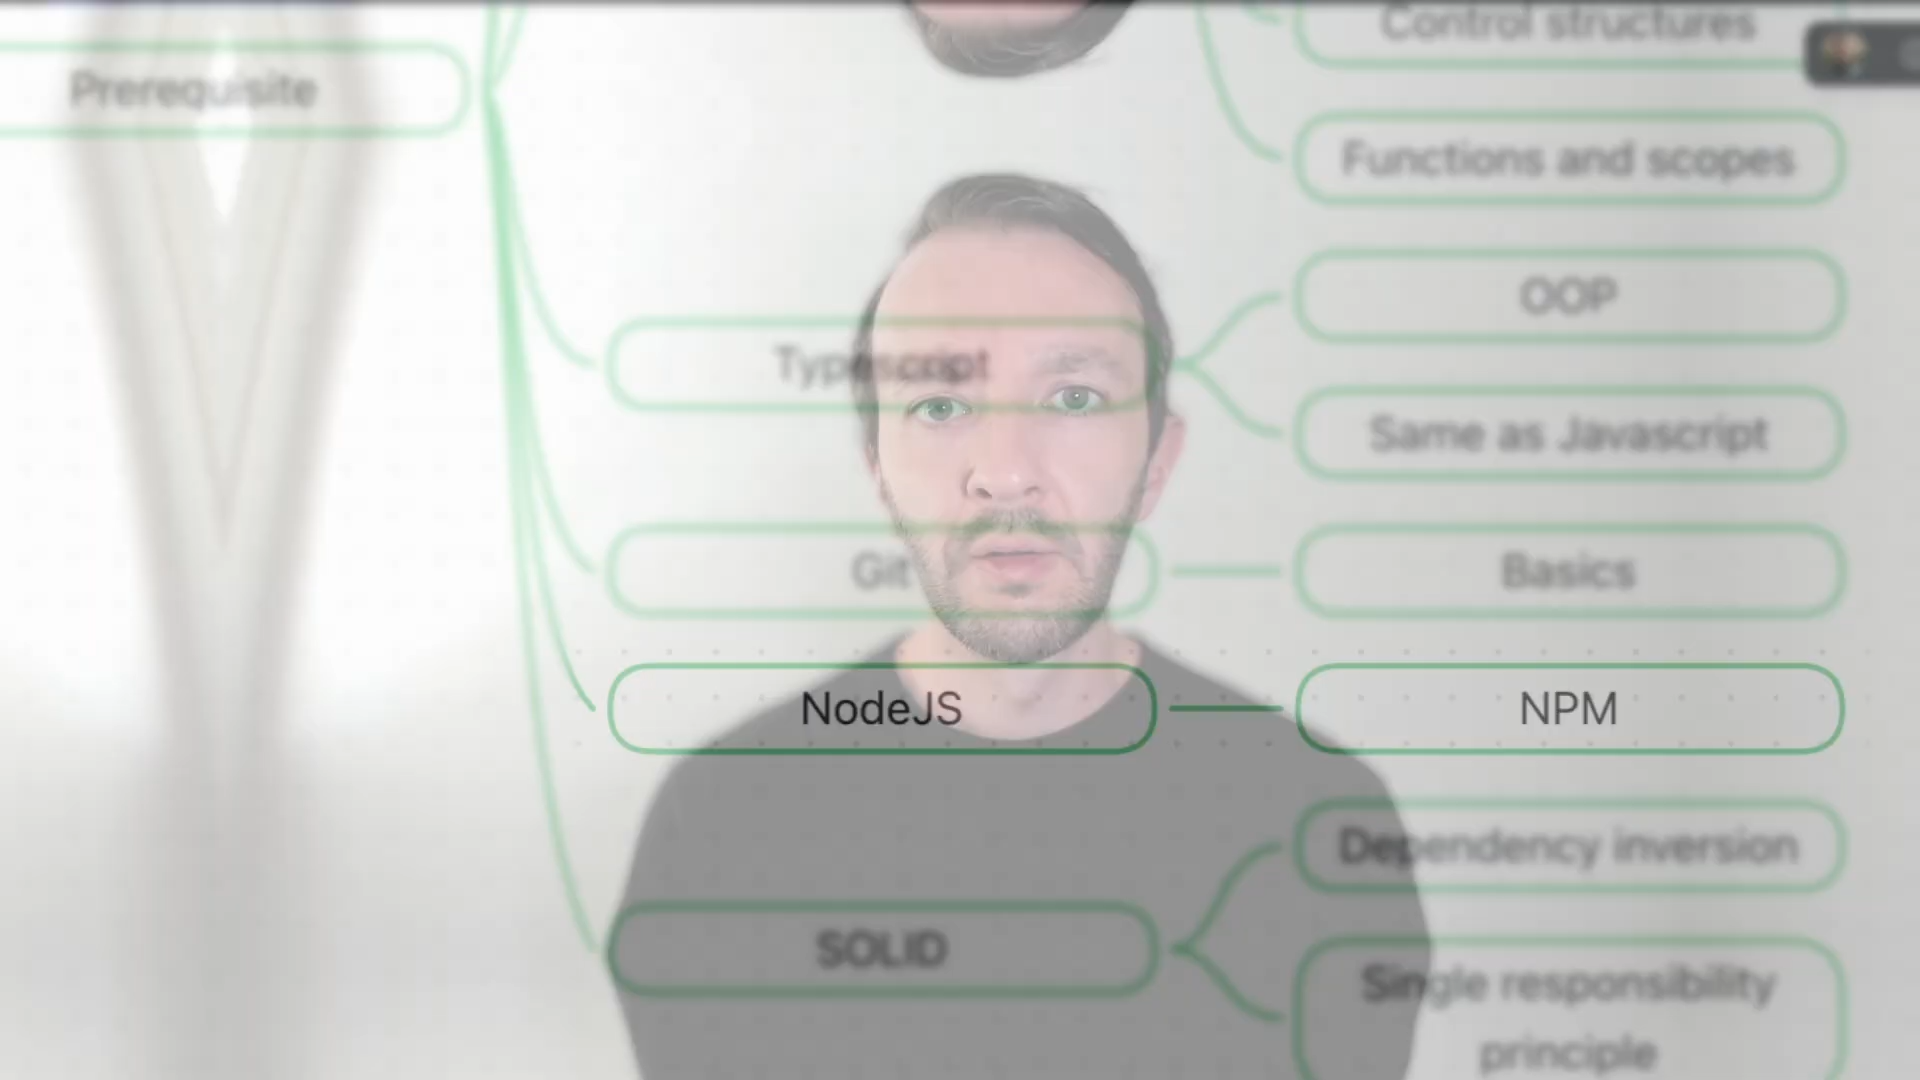 Control structures
Prerequisite
Functions and scopes
OOP
Typescript
Same as Javascript
Git
Basics
NodeJS
NPM
Dependency inversion
SOLID
Single responsibility
principle